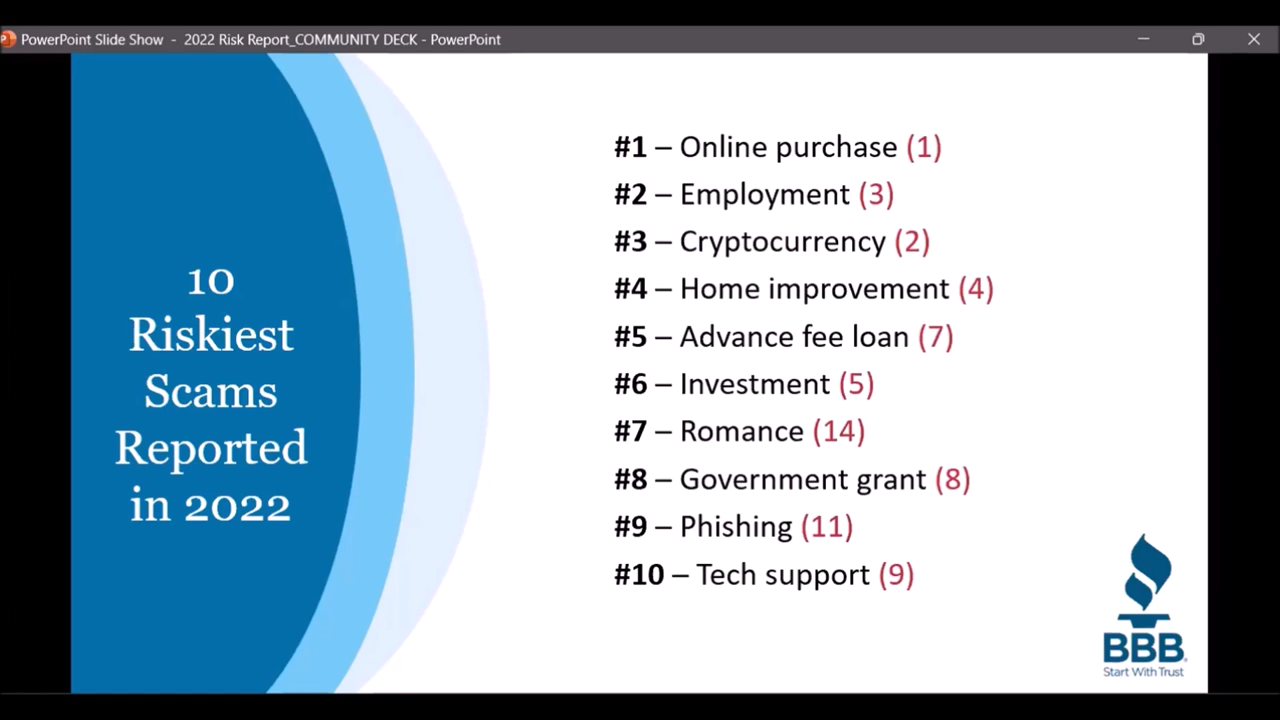 PowerPoint Slide Show - 2022 Risk Report_COMMUNITY DECK - PowerPoint
10
Riskiest
Scams
Reported
in 2022
#1 – Online purchase (1)
#2 – Employment (3)
#3 – Cryptocurrency (2)
#4 – Home improvement (4)
#5 – Advance fee loan (7)
#6 – Investment (5)
#7 – Romance (14)
#8 – Government grant (8)
#9 – Phishing (11)
#10 – Tech support (9)
BBB
Start With Trust